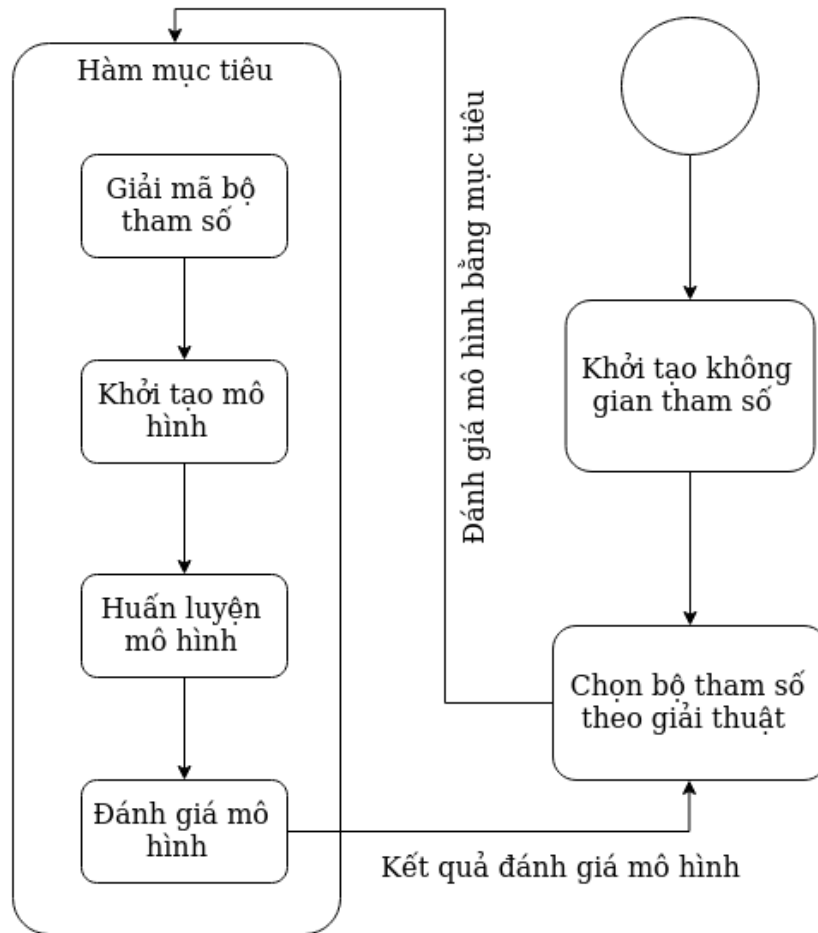 Hàm mục tiêu
Giải mã bộ
tham số
Khởi tạo mô
hình
Huấn luyện
mô hình
Đánh giá mô
hình
Đánh giá mô hình bằng mục tiêu
Khởi tạo không
gian tham số
Chọn bộ tham số
theo giải thuật
Kết quả đánh giá mô hình